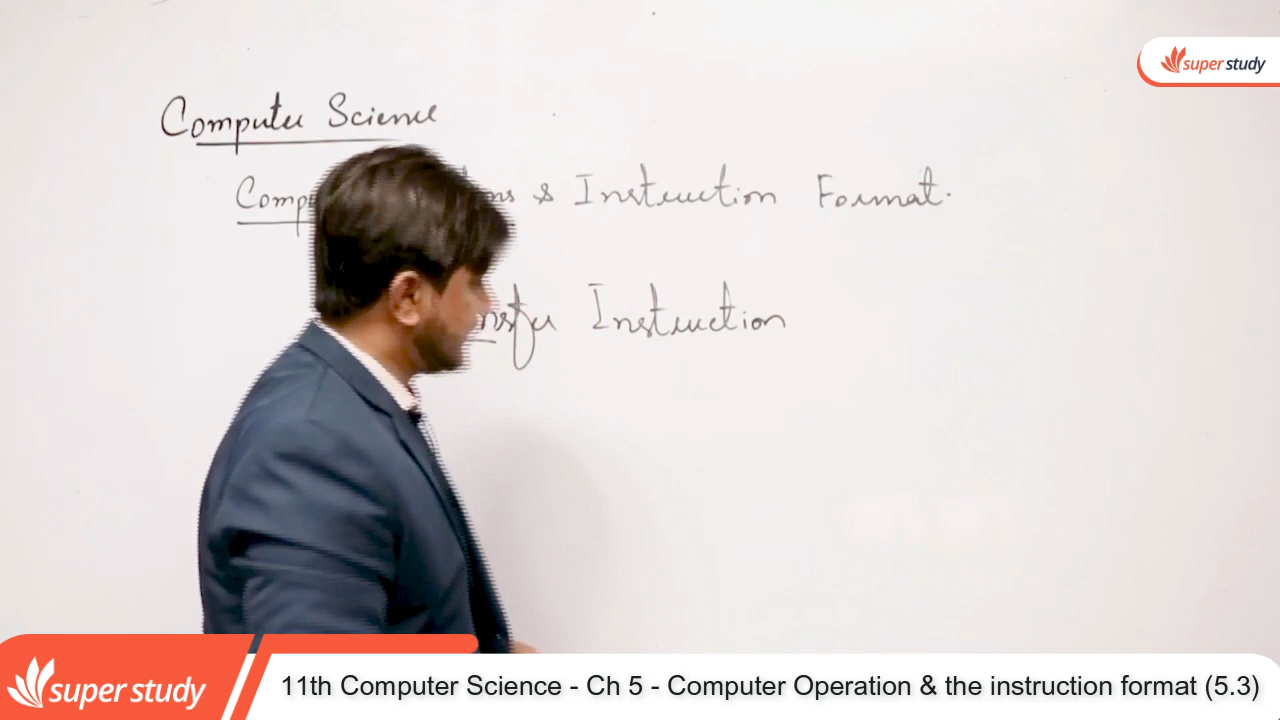 super study
Computer Science
& Instruction Format.
Instruction
super study
11th Computer Science - Ch 5 - Computer Operation & the instruction format (5.3)